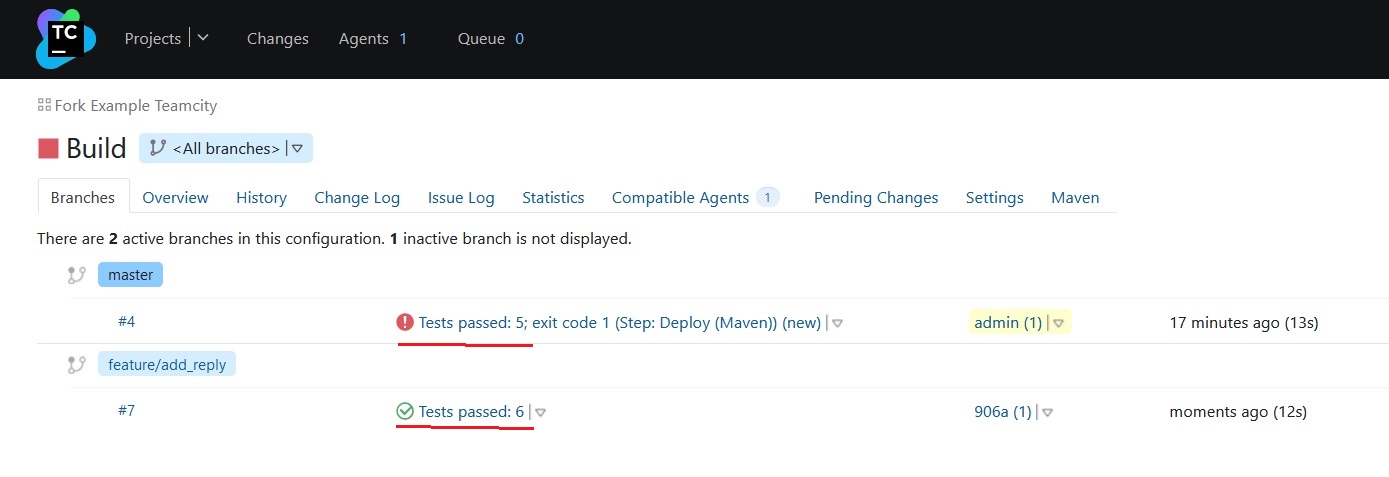 TC
Projects Changes Agents 1 Queue 0
Fork Example Teamcity
Build <All branches>
Branches Overview History Change Log Issue Log Statistics Compatible Agents 1 Pending Changes Settings Maven
There are 2 active branches in this configuration. 1 inactive branch is not displayed.
master
#4 Tests passed: 5; exit code 1 (Step: Deploy (Maven)) (new) admin (1) 17 minutes ago (13s)
feature/add_reply
#7 Tests passed: 6 906a (1) moments ago (12s)